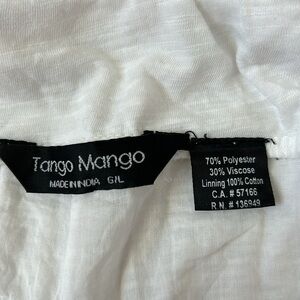 Tango Mango
MADE IN INDIA G/L
70% Polyester
30% Viscose
Linning 100% Cotton
C.A. # 57166
R.N # 136949